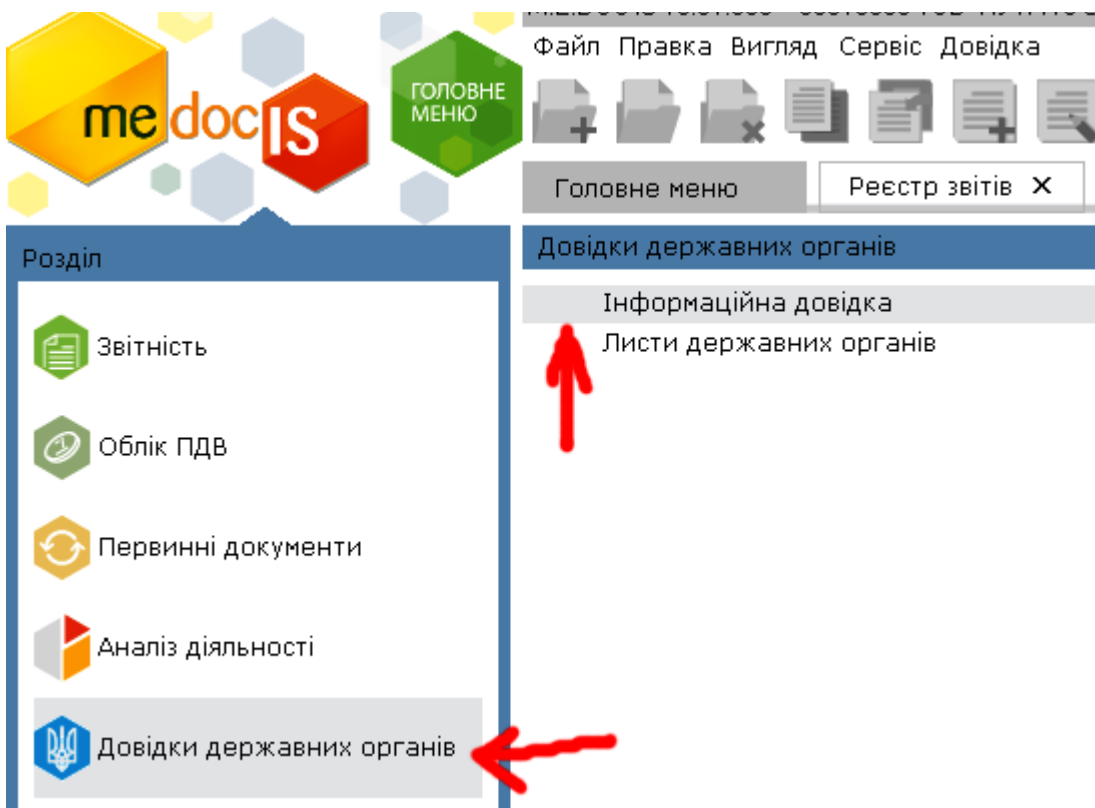 me doc IS
ГОЛОВНЕ
МЕНЮ
Файл Правка Вигляд Сервіс Довідка
Головне меню
Реєстр звітів ×
Розділ
Довідки державних органів
Звітність
Облік ПДВ
Первинні документи
Аналіз діяльності
Довідки державних органів
Інформаційна довідка
Листи державних органів